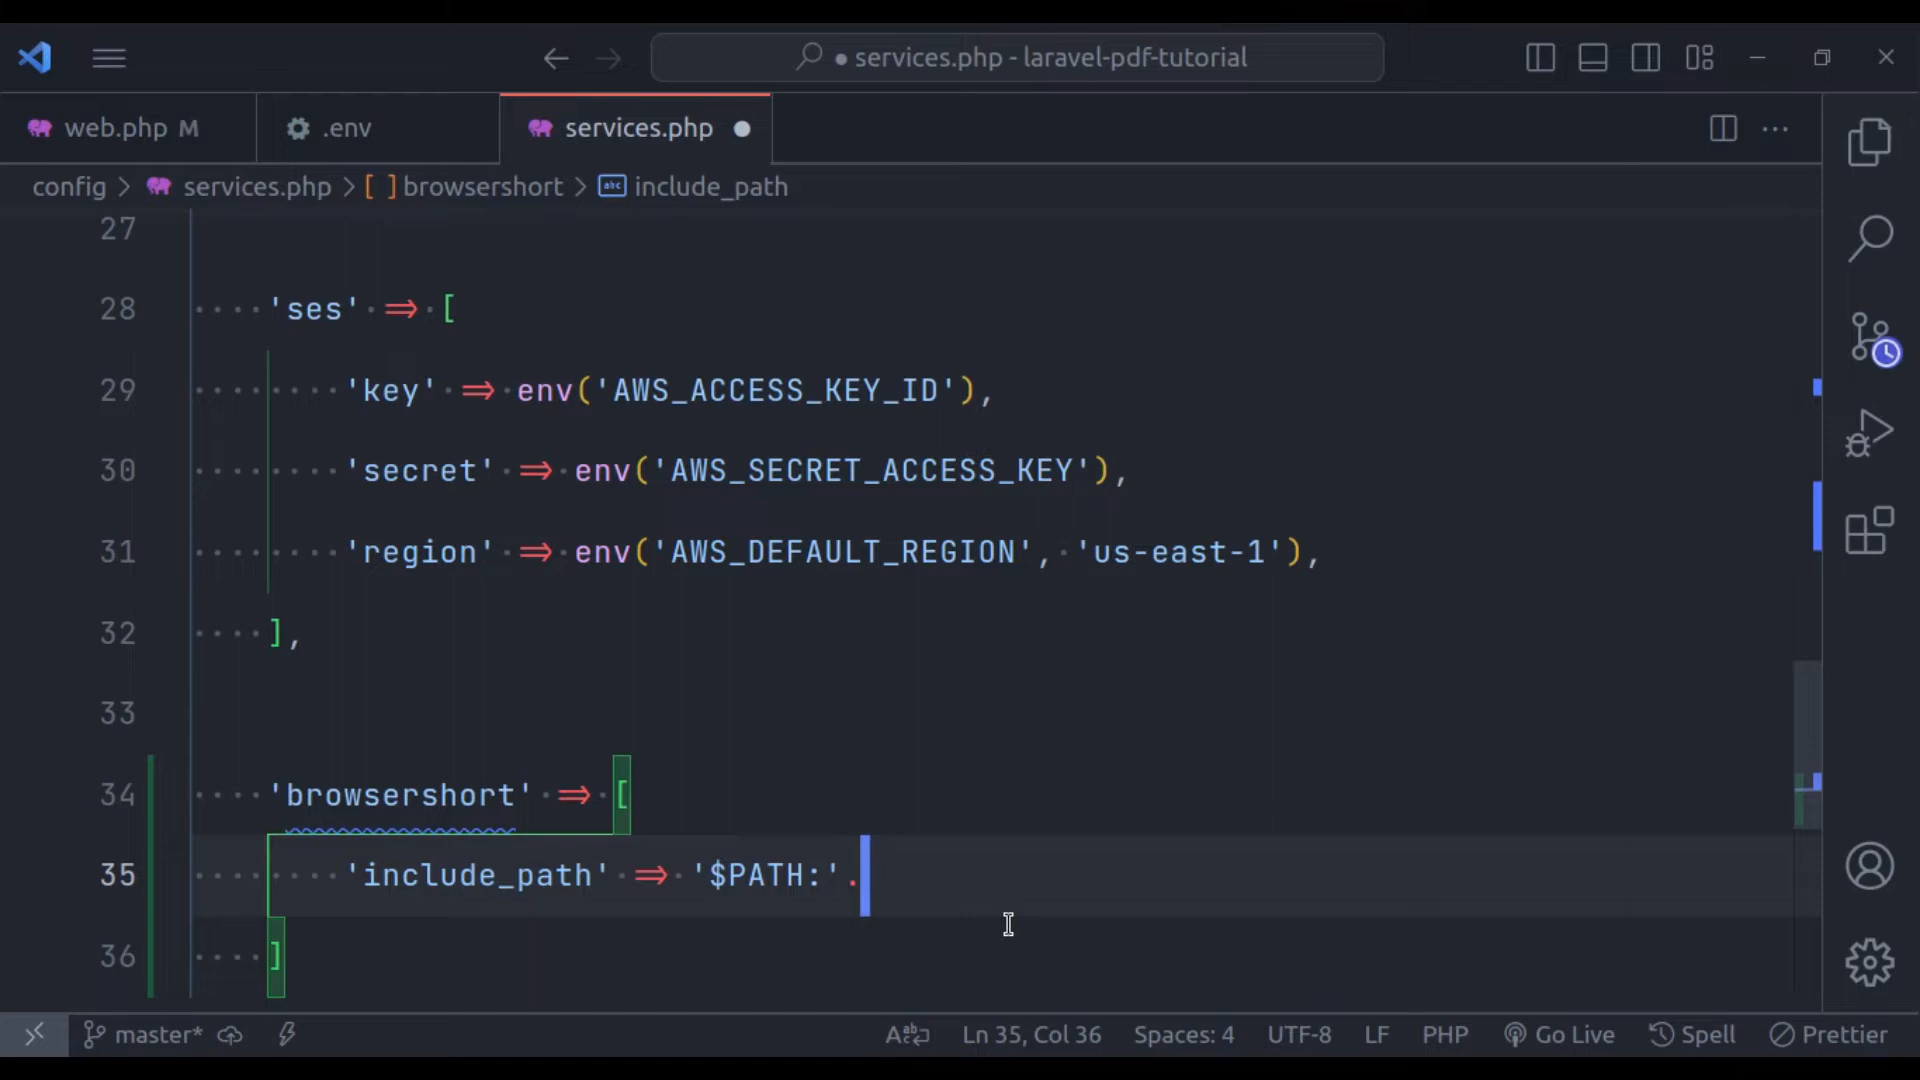 services.php - laravel-pdf-tutorial
web.php M
.env
services.php
config > services.php > [ ] browsershort > abc include_path
27
28 'ses' => [
29 'key' => env('AWS_ACCESS_KEY_ID'),
30 'secret' => env('AWS_SECRET_ACCESS_KEY'),
31 'region' => env('AWS_DEFAULT_REGION', 'us-east-1'),
32 ],
33
34 'browsershort' => [
35 'include_path' => '$PATH:'.
36 ]
master* Ln 35, Col 36 Spaces: 4 UTF-8 LF PHP Go Live Spell Prettier